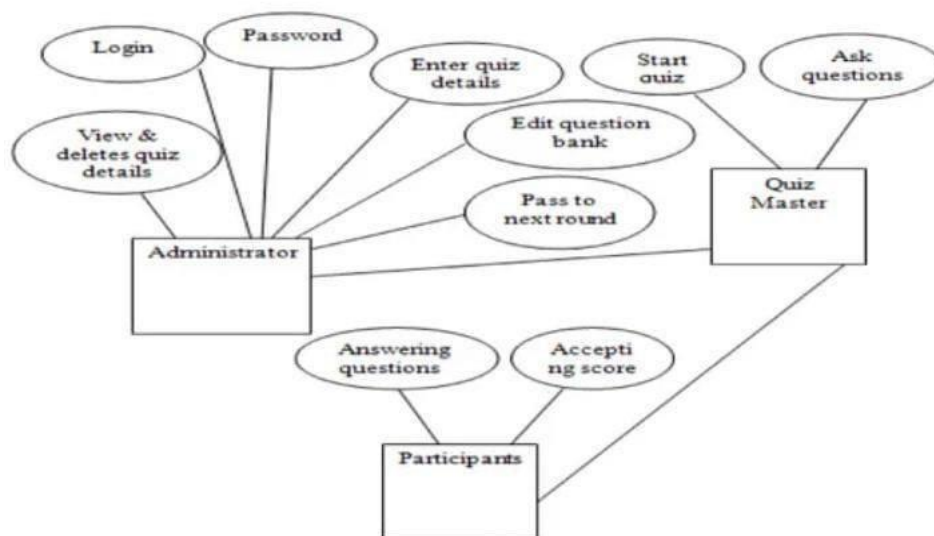 Login
Password
Enter quiz
details
Start
quiz
Ask
questions
View &
deletes quiz
details
Edit question
bank
Pass to
next round
Quiz
Master
Administrator
Answering
questions
Accepti
ng score
Participants